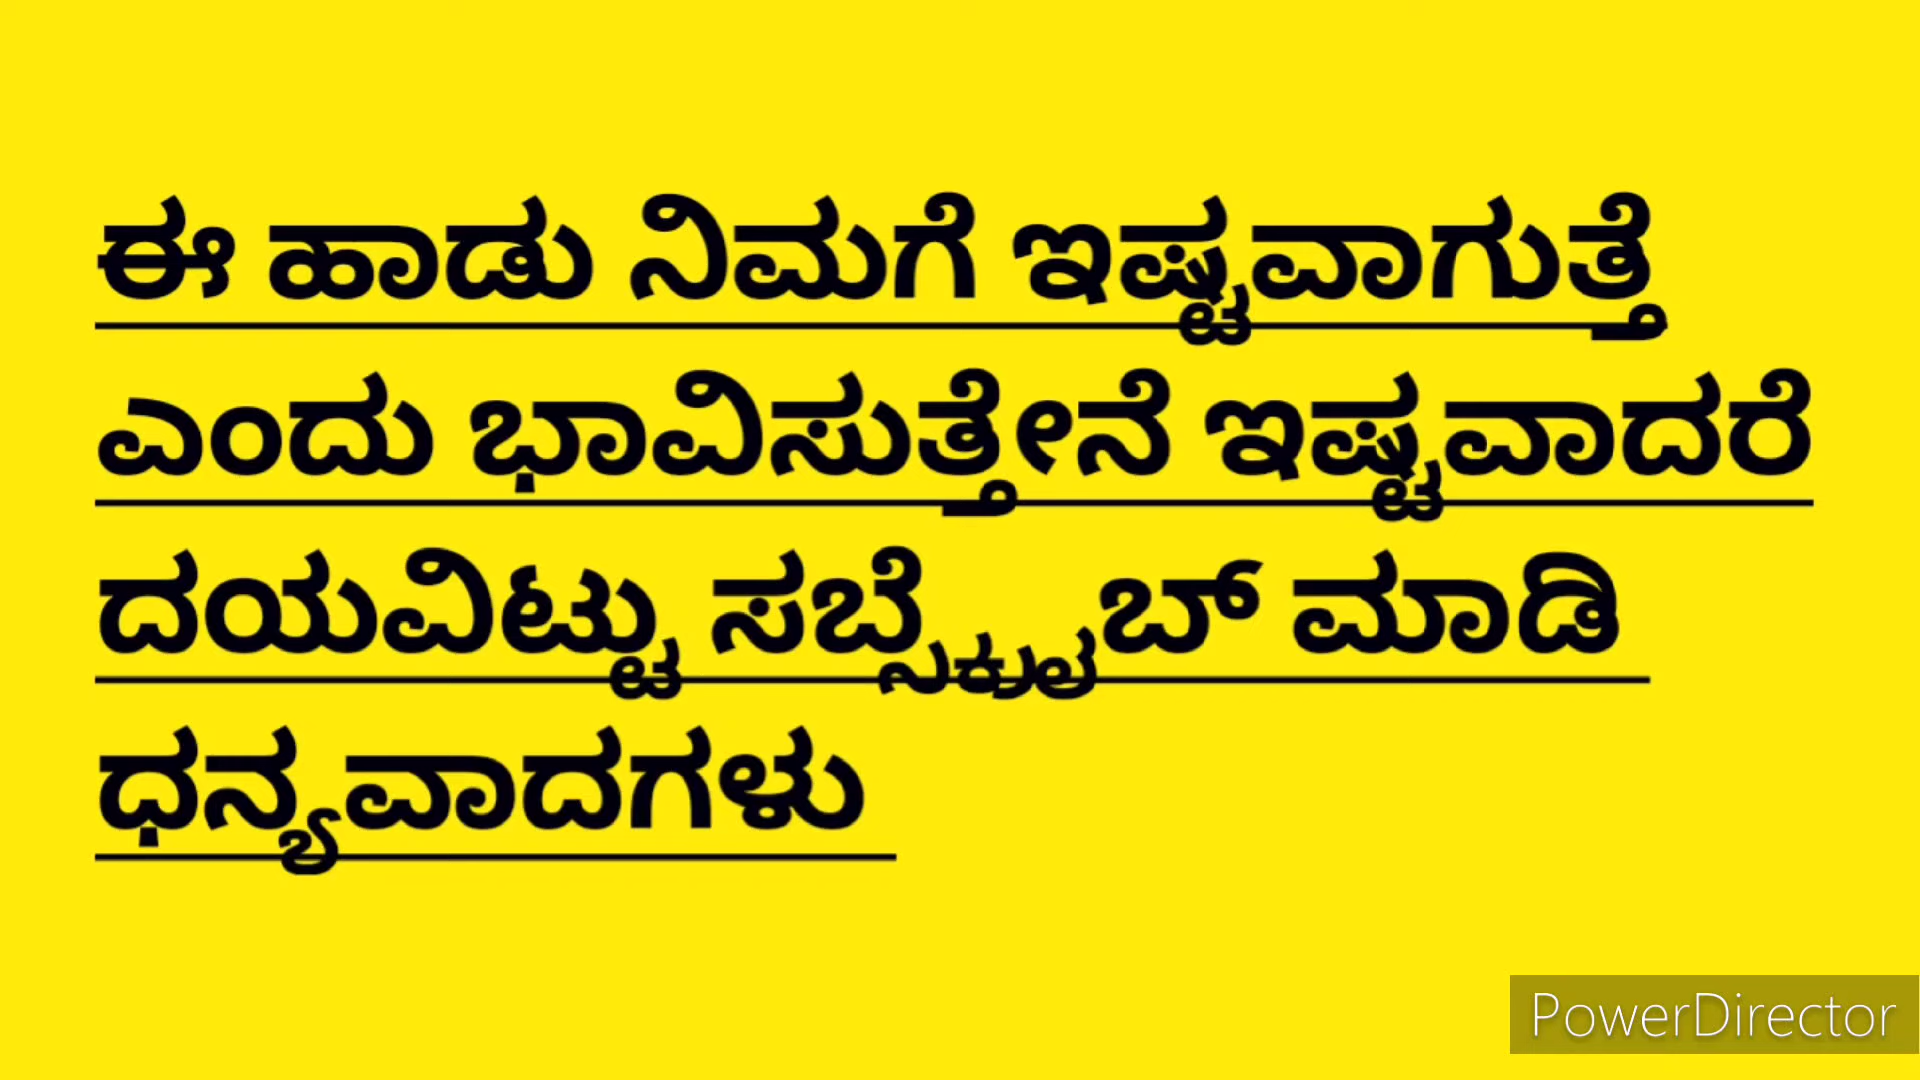 ಈ ಹಾಡು ನಿಮಗೆ ಇಷ್ಟವಾಗುತ್ತೆ
ಎಂದು ಭಾವಿಸುತ್ತೇನೆ ಇಷ್ಟವಾದರೆ
ದಯವಿಟ್ಟು ಸಬ್ಸ್ಕ್ರೈಬ್ ಮಾಡಿ
ಧನ್ಯವಾದಗಳು
PowerDirector